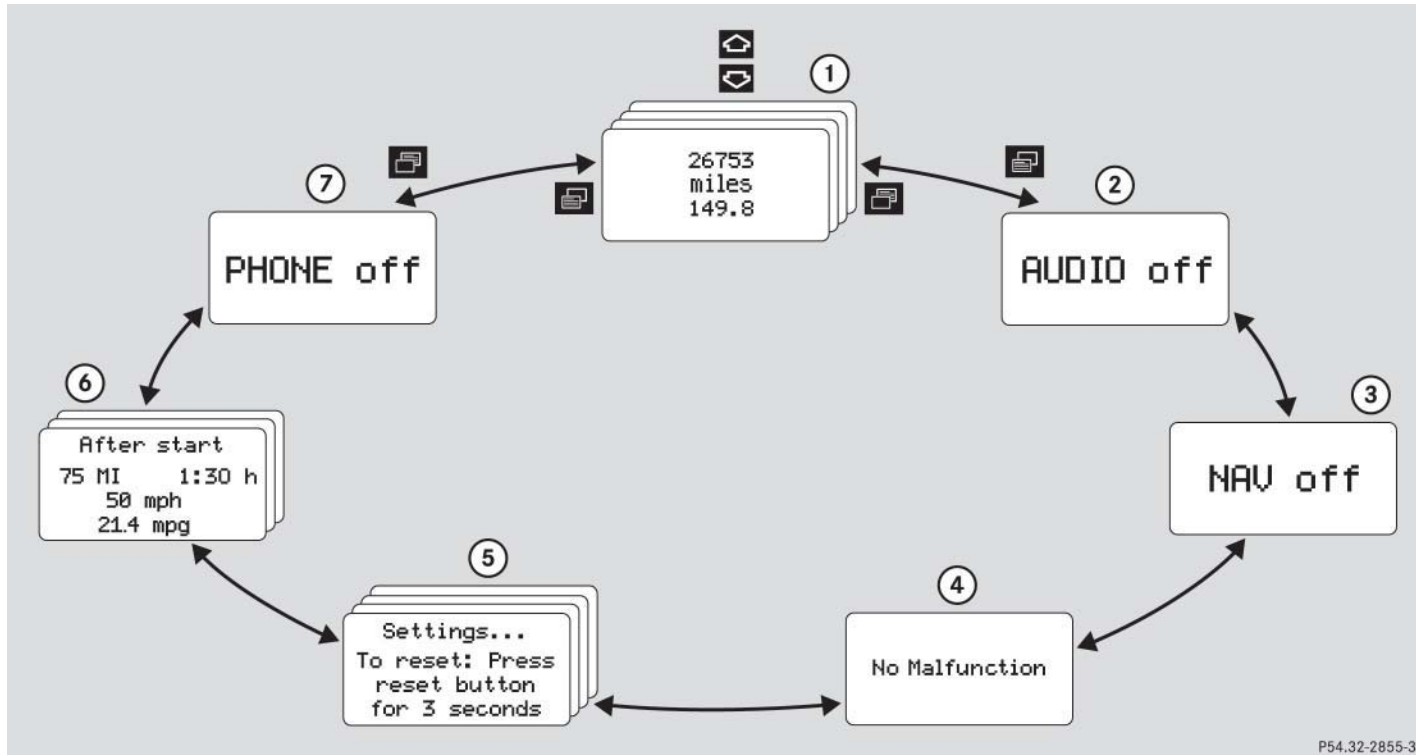 1
26753
miles
149.8
2
AUDIO off
3
NAV off
4
No Malfunction
5
Settings...
To reset: Press
reset button
for 3 seconds
6
After start
75 MI 1:30 h
50 mph
21.4 mpg
7
PHONE off
P54.32-2855-3